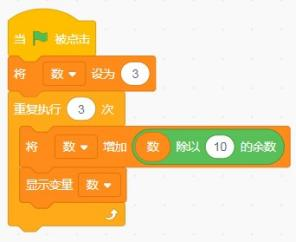 当 被点击
将 数 设为 3
重复执行 3 次
将 数 增加 数 除以 10 的余数
显示变量 数